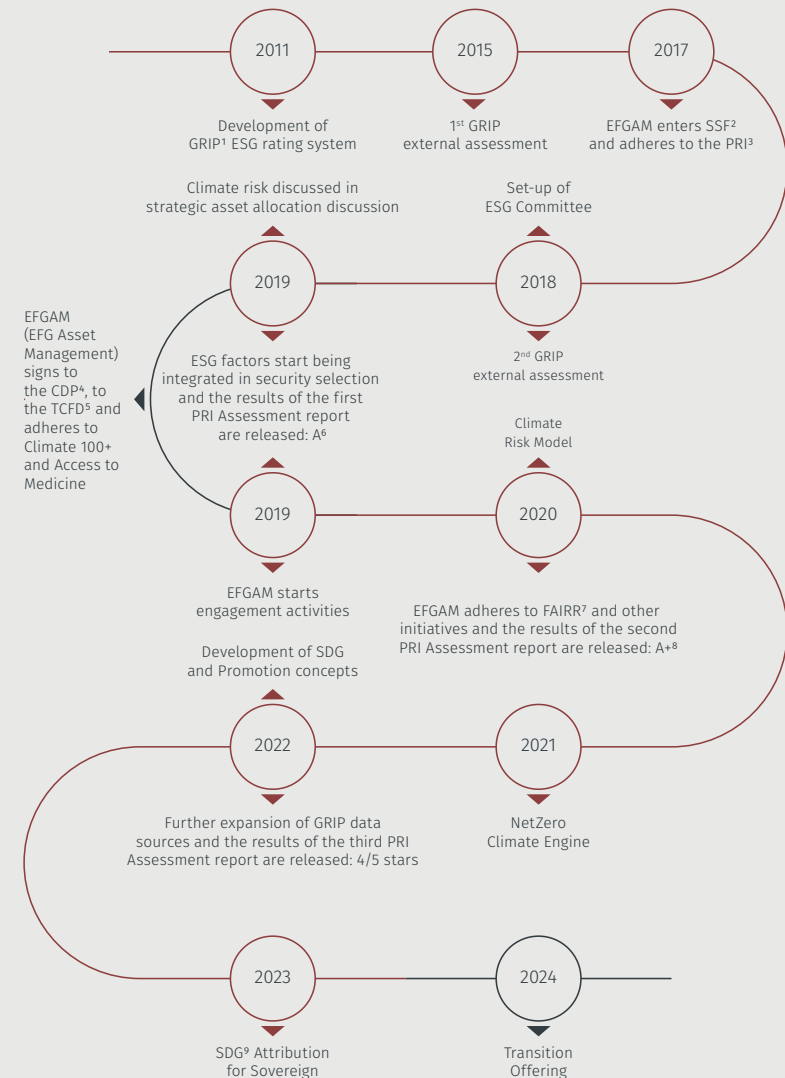 2011
2015
2017
Development of
GRIP¹ ESG rating system
1st GRIP
external assessment
EFGAM enters SSF²
and adheres to the PRI³
Climate risk discussed in
strategic asset allocation discussion
Set-up of
ESG Committee
2019
2018
EFGAM
(EFG Asset
Management)
signs to
the CDP⁴, to
the TCFD⁵ and
adheres to
Climate 100+
and Access to
Medicine
ESG factors start being
integrated in security selection
and the results of the first
PRI Assessment report
are released: A⁶
2nd GRIP
external assessment
Climate
Risk Model
2019
2020
EFGAM starts
engagement activities
EFGAM adheres to FAIRR⁷ and other
initiatives and the results of the second
PRI Assessment report are released: A+⁸
Development of SDG
and Promotion concepts
2022
2021
Further expansion of GRIP data
sources and the results of the third PRI
Assessment report are released: 4/5 stars
NetZero
Climate Engine
2023
2024
SDG⁹ Attribution
for Sovereign
Transition
Offering